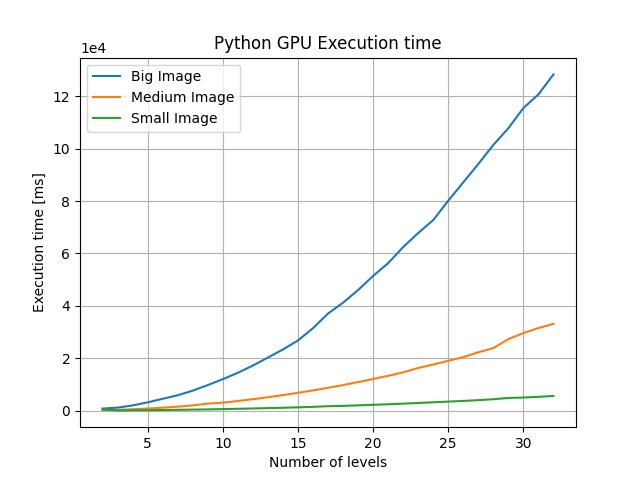 Python GPU Execution time
1e4
Big Image
Medium Image
Small Image
12
10
8
6
4
2
0
Execution time [ms]
5 10 15 20 25 30
Number of levels